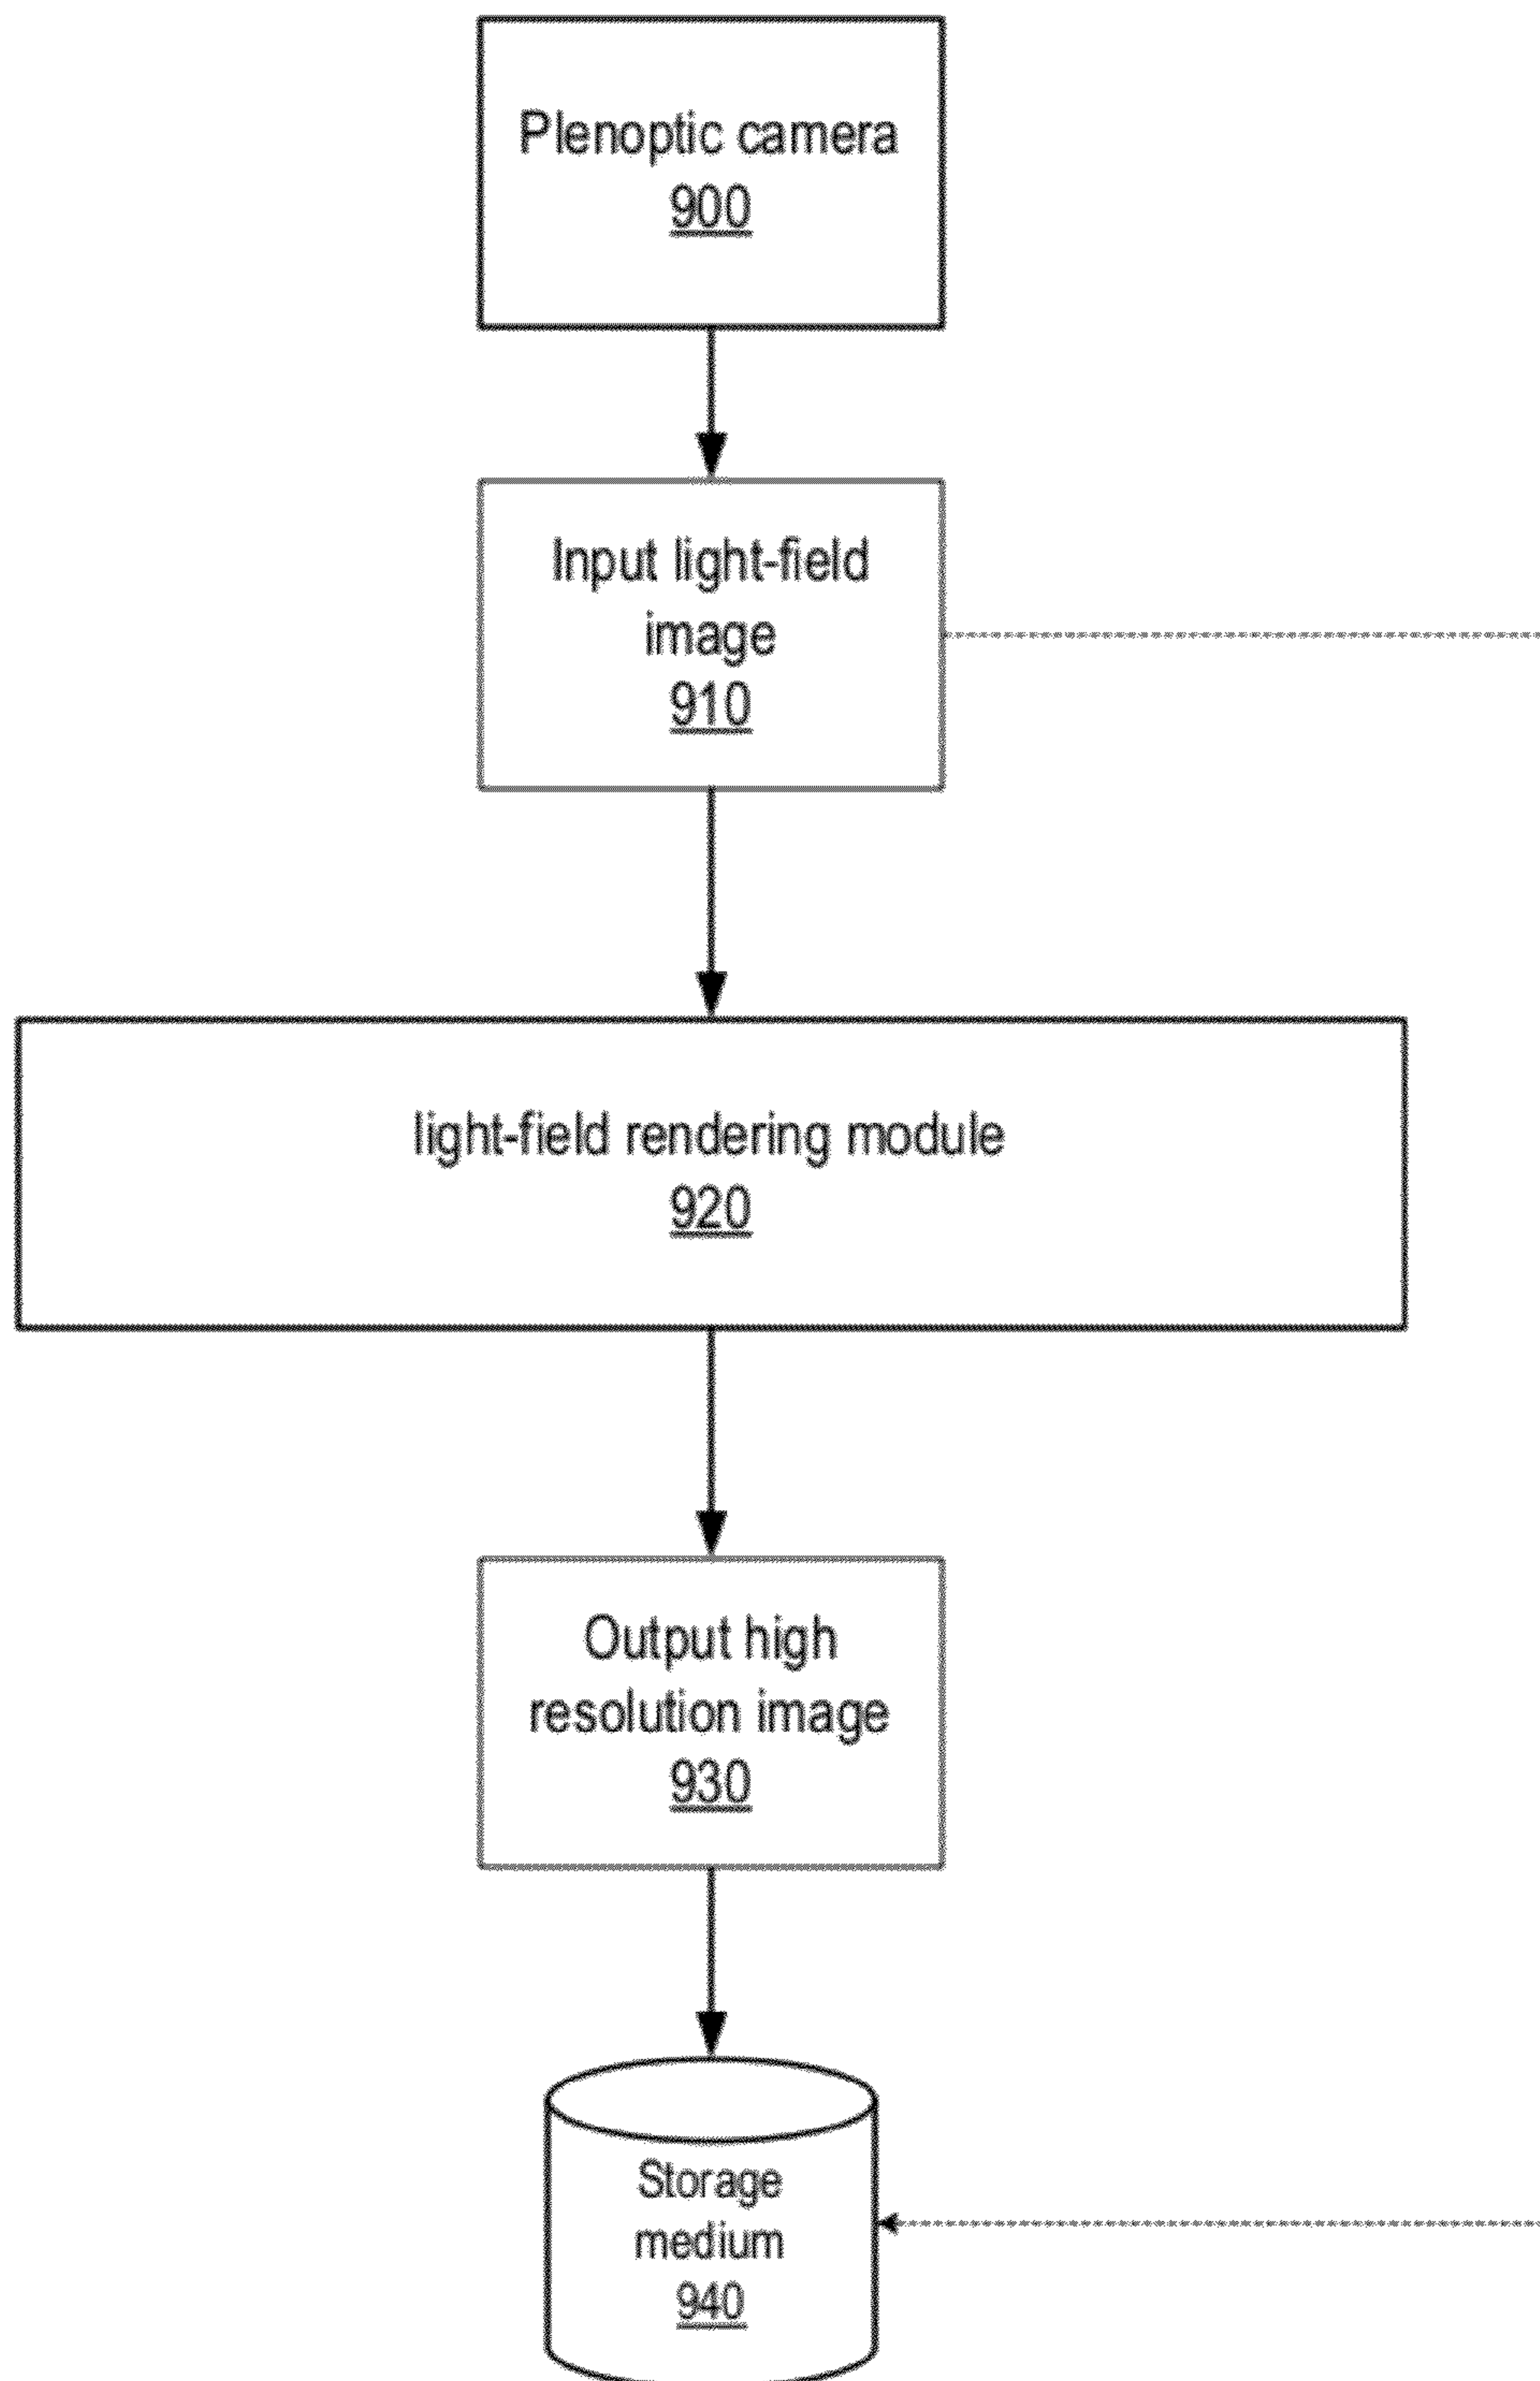 Plenoptic camera
900
Input light-field
image
910
light-field rendering module
920
Output high
resolution image
930
Storage
medium
940